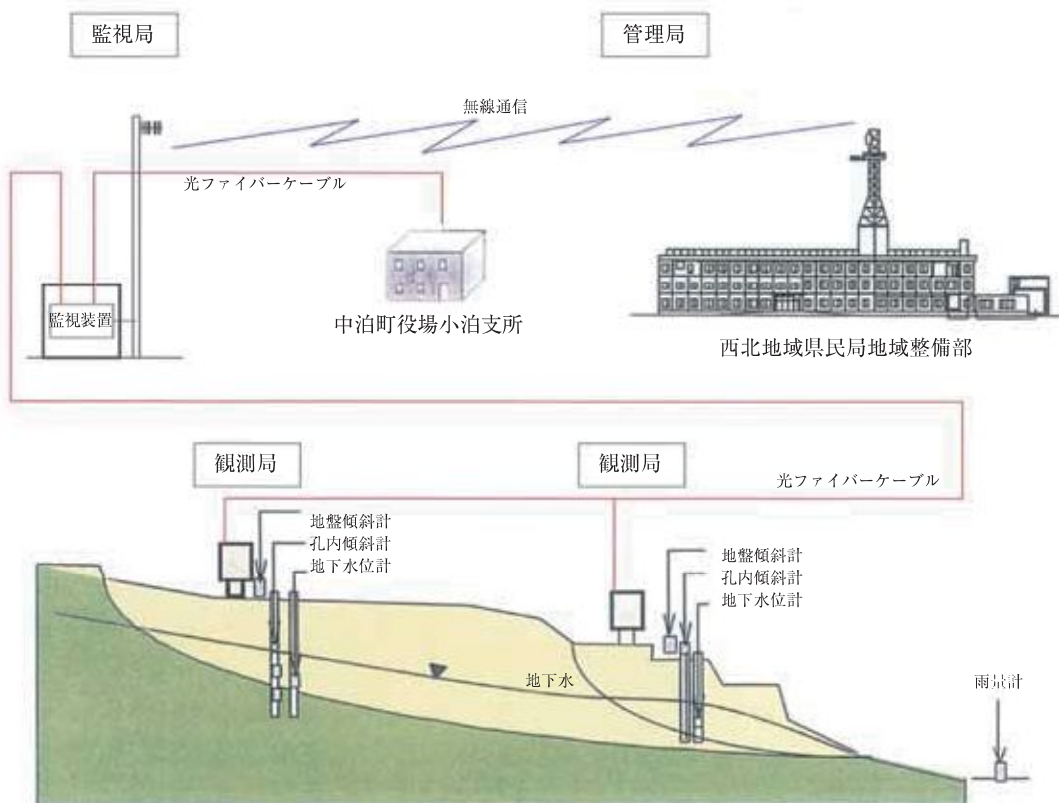 監視局
管理局
無線通信
光ファイバーケーブル
監視装置
中泊町役場小泊支所
西北地域県民局地域整備部
観測局
観測局
光ファイバーケーブル
地盤傾斜計
孔内傾斜計
地下水位計
地盤傾斜計
孔内傾斜計
地下水位計
地下水
雨量計